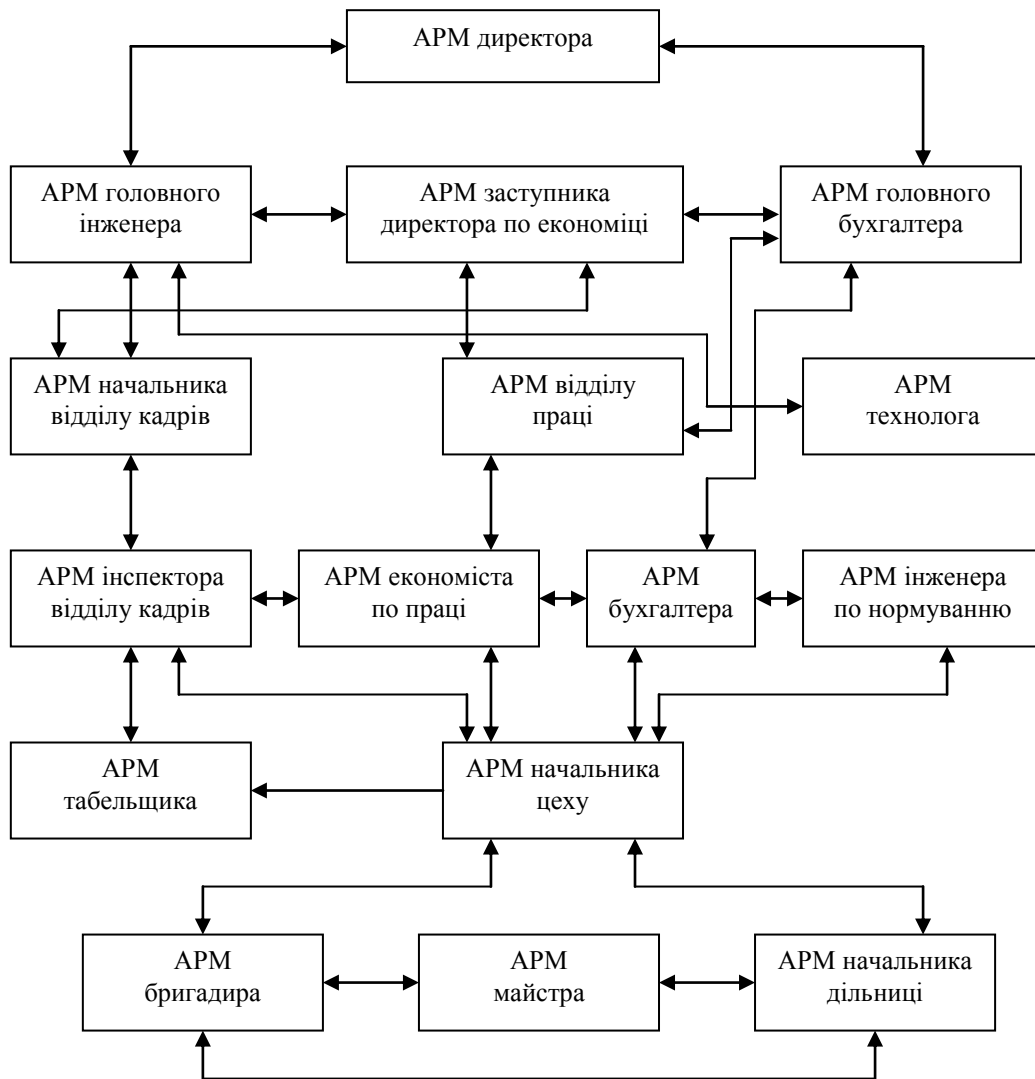 АРМ директора
АРМ головного
інженера
АРМ заступника
директора по економіці
АРМ головного
бухгалтера
АРМ начальника
відділу кадрів
АРМ відділу
праці
АРМ
технолога
АРМ інспектора
відділу кадрів
АРМ економіста
по праці
АРМ
бухгалтера
АРМ інженера
по нормуванню
АРМ
табельщика
АРМ начальника
цеху
АРМ
бригадира
АРМ
майстра
АРМ начальника
дільниці